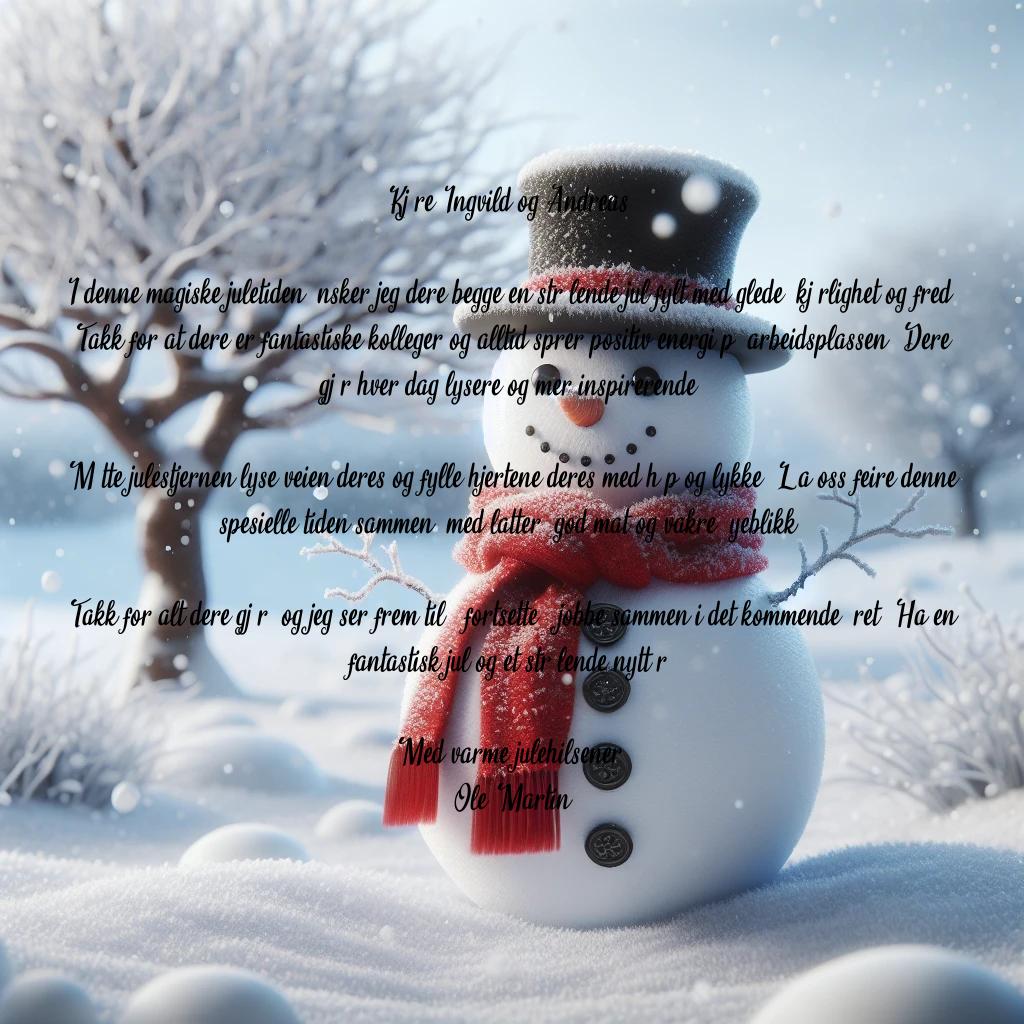 Kj re Ingvild og Andreas
I denne magiske juletiden nsker jeg dere begge en str lende jul fylt med glede kj rlighet og fred
Takk for at dere er fantastiske kolleger og alltid sprer positiv energi p arbeidsplassen Dere
gj r hver dag lysere og mer inspirerende
M tte julestjernen lyse veien deres og fylle hjertene deres med h p og lykke La oss feire denne
spesielle tiden sammen med latter god mat og vakre yeblikk
Takk for alt dere gj r og jeg ser frem til fortsette jobbe sammen i det kommende ret Ha en
fantastisk jul og et str lende nytt r
Med varme julehilsener
Ole Martin